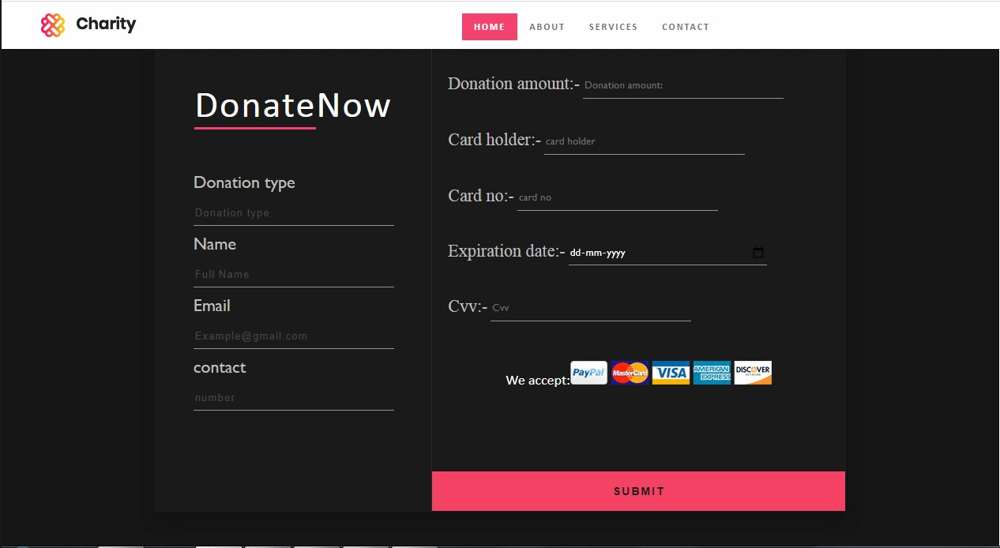 Charity
HOME ABOUT SERVICES CONTACT
DonateNow
Donation type
Donation type
Name
Full Name
Email
Example@gmail.com
contact
number
Donation amount:- Donation amount:
Card holder:- card holder
Card no:- card no
Expiration date:- dd-mm-yyyy
Cvv:- Cvv
We accept: PayPal MasterCard VISA AMERICAN EXPRESS DISCOVER NETWORK
SUBMIT